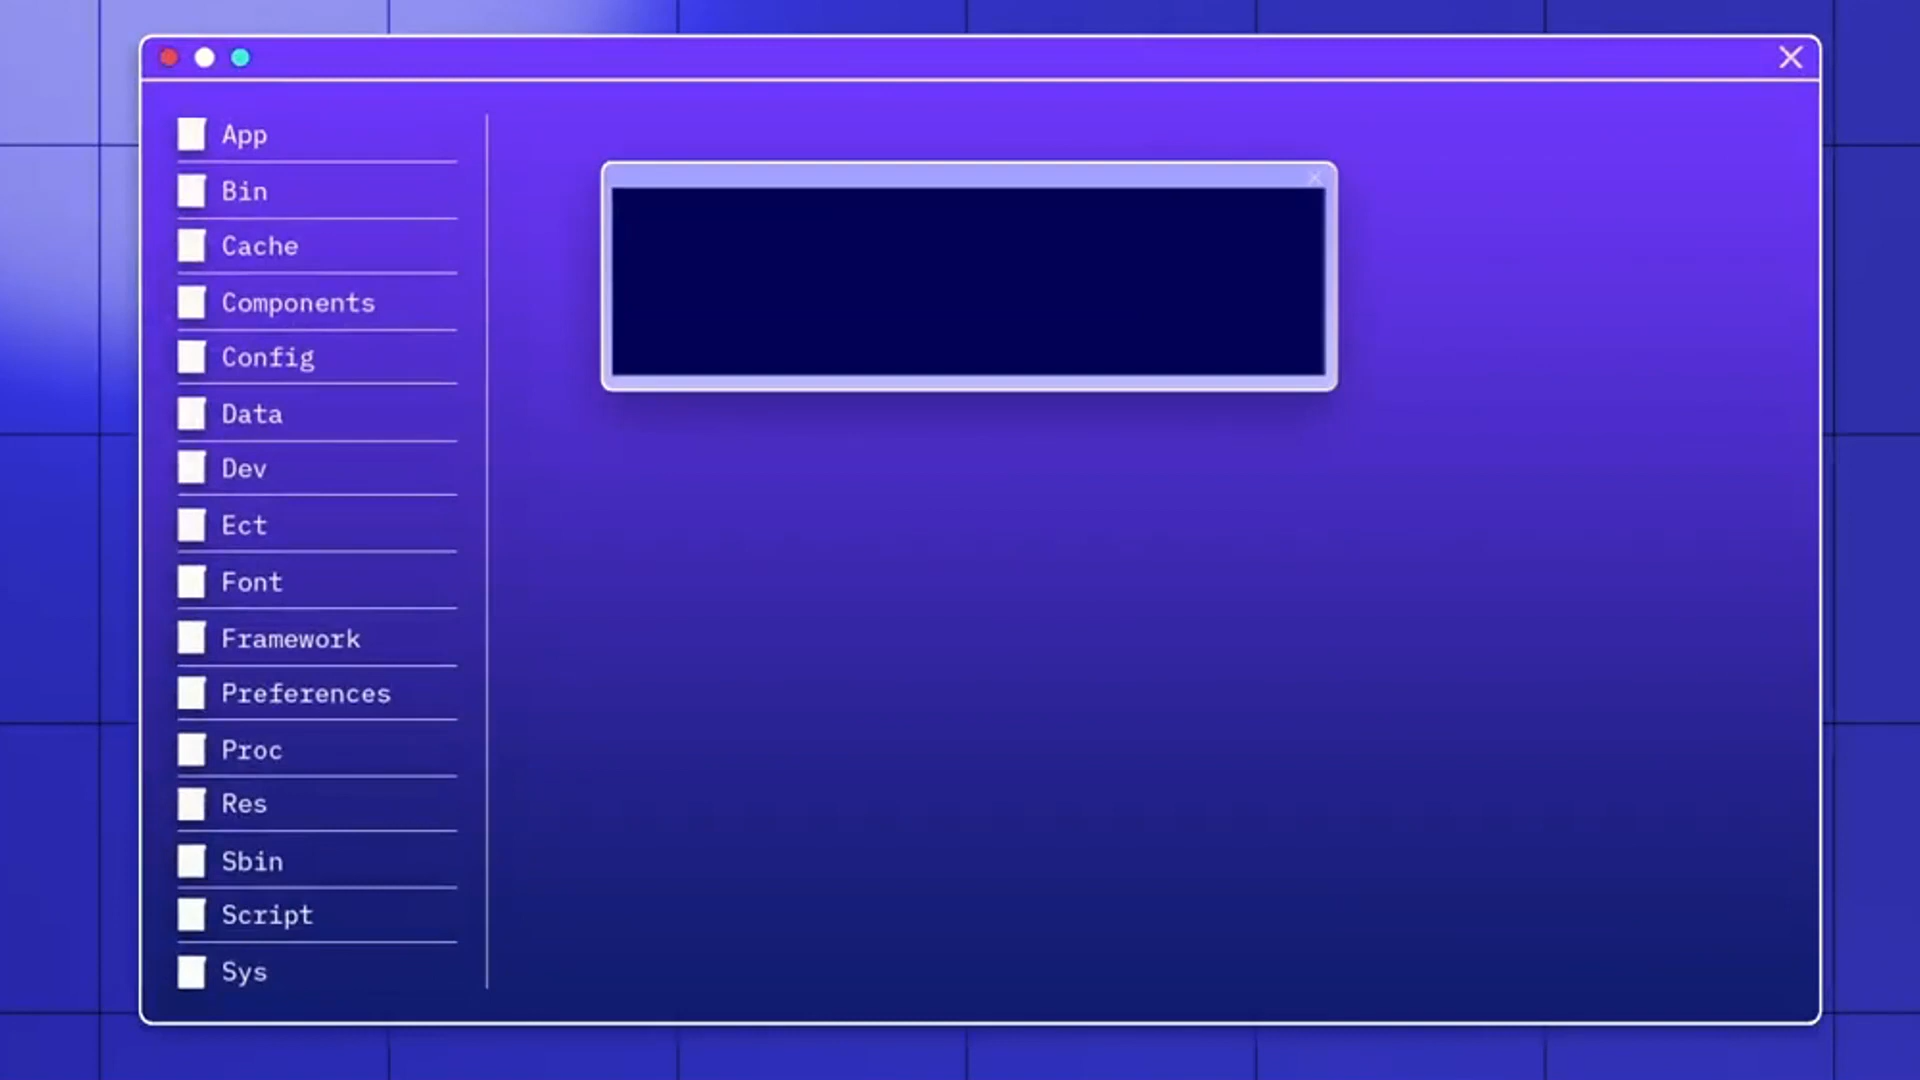 App
Bin
Cache
Components
Config
Data
Dev
Ect
Font
Framework
Preferences
Proc
Res
Sbin
Script
Sys